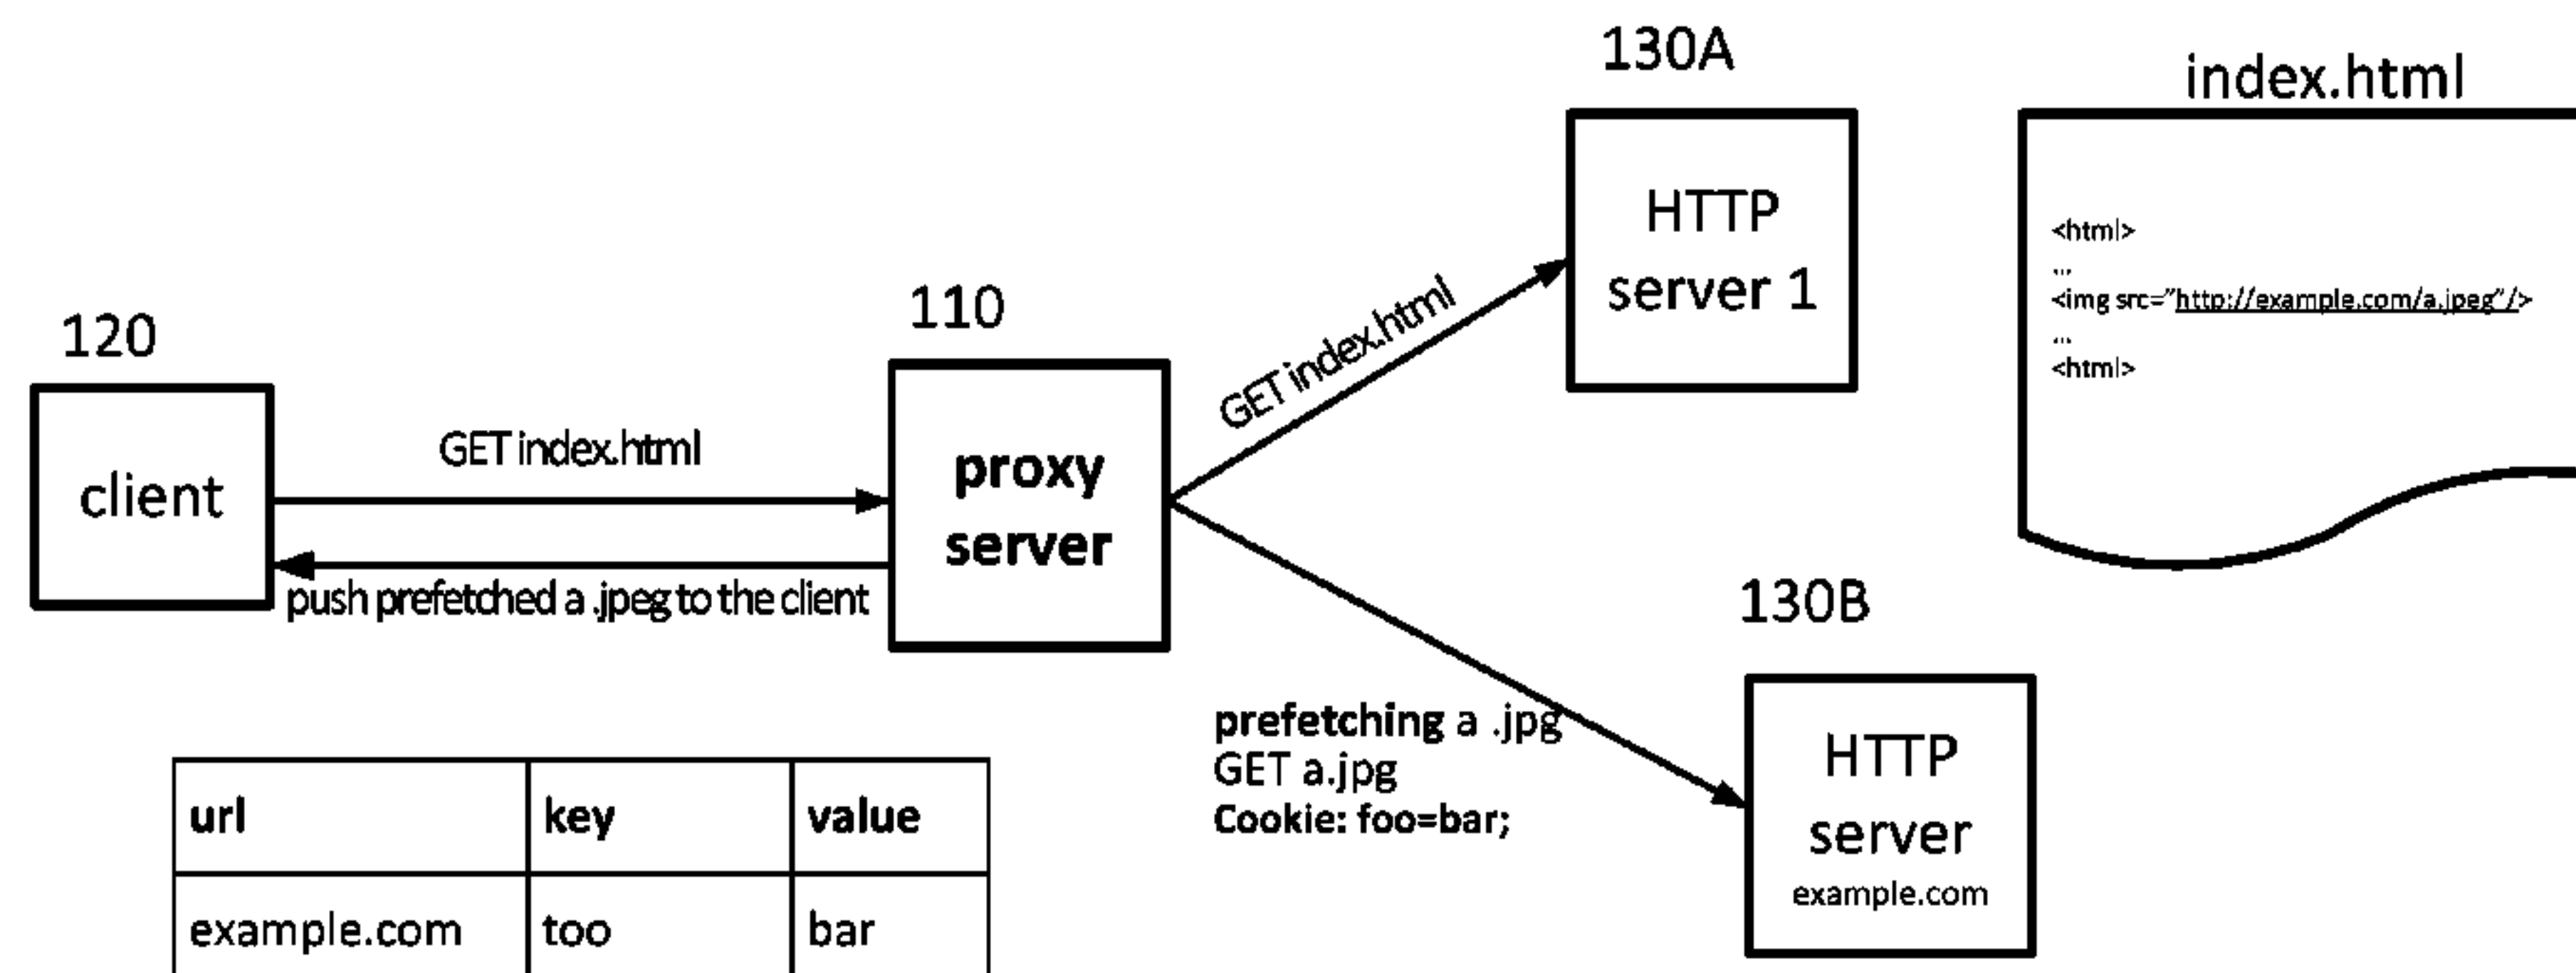 130A
index.html
HTTP
server 1
<html>
...
<img src="http://example.com/a.jpeg"/>
...
<html>
120
110
client
GET index.html
proxy
server
GET index.html
push prefetched a .jpeg to the client
130B
prefetching a .jpg
GET a.jpg
Cookie: foo=bar;
HTTP
server
example.com
url key value
example.com too bar